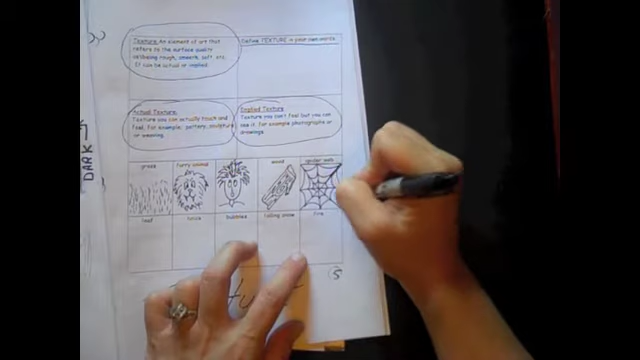 Texture: An element of art that
refers to the surface quality
rough, smooth, soft, etc.
It can be actual or implied.
Define TEXTURE in your own words
Actual Texture:
Texture you can actually touch and
feel, for example: pottery, sculpture
or weaving.
Implied Texture
Texture you can't feel but you can
see it, for example photographs or
drawings.
grass furry animal wood spider web
leaf bubbles falling snow fire
DARK
5